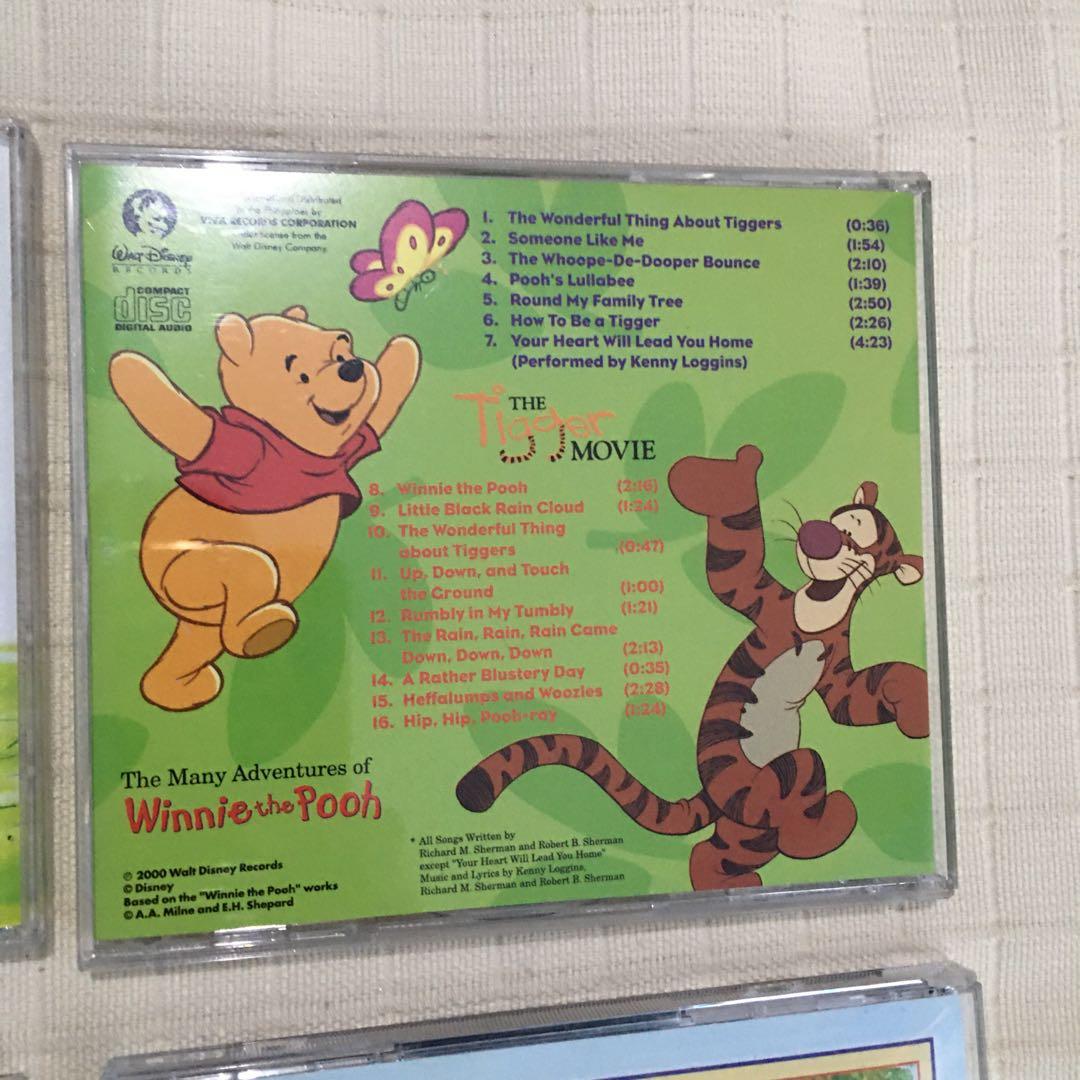 Distributed
in the Philippines by
VIVA RECORDS CORPORATION
under license from the
Walt Disney Company
WALT DISNEY
RECORDS
COMPACT
disc
DIGITAL AUDIO
1. The Wonderful Thing About Tiggers (0:36)
2. Someone Like Me (1:54)
3. The Whoope-De-Dooper Bounce (2:10)
4. Pooh's Lullabee (1:39)
5. Round My Family Tree (2:50)
6. How To Be a Tigger (2:26)
7. Your Heart Will Lead You Home (4:23)
(Performed by Kenny Loggins)
THE
Tigger
MOVIE
8. Winnie the Pooh (2:16)
9. Little Black Rain Cloud (1:24)
10. The Wonderful Thing
about Tiggers (0:47)
11. Up, Down, and Touch
the Ground (1:00)
12. Rumbly in My Tumbly (1:21)
13. The Rain, Rain, Rain Came
Down, Down, Down (2:13)
14. A Rather Blustery Day (0:35)
15. Heffalumps and Woozles (2:28)
16. Hip, Hip, Pooh-ray (1:24)
The Many Adventures of
Winnie the Pooh
* All Songs Written by
Richard M. Sherman and Robert B. Sherman
except "Your Heart Will Lead You Home"
Music and Lyrics by Kenny Loggins,
Richard M. Sherman and Robert B. Sherman
℗ 2000 Walt Disney Records
© Disney
Based on the "Winnie the Pooh" works
© A.A. Milne and E.H. Shepard